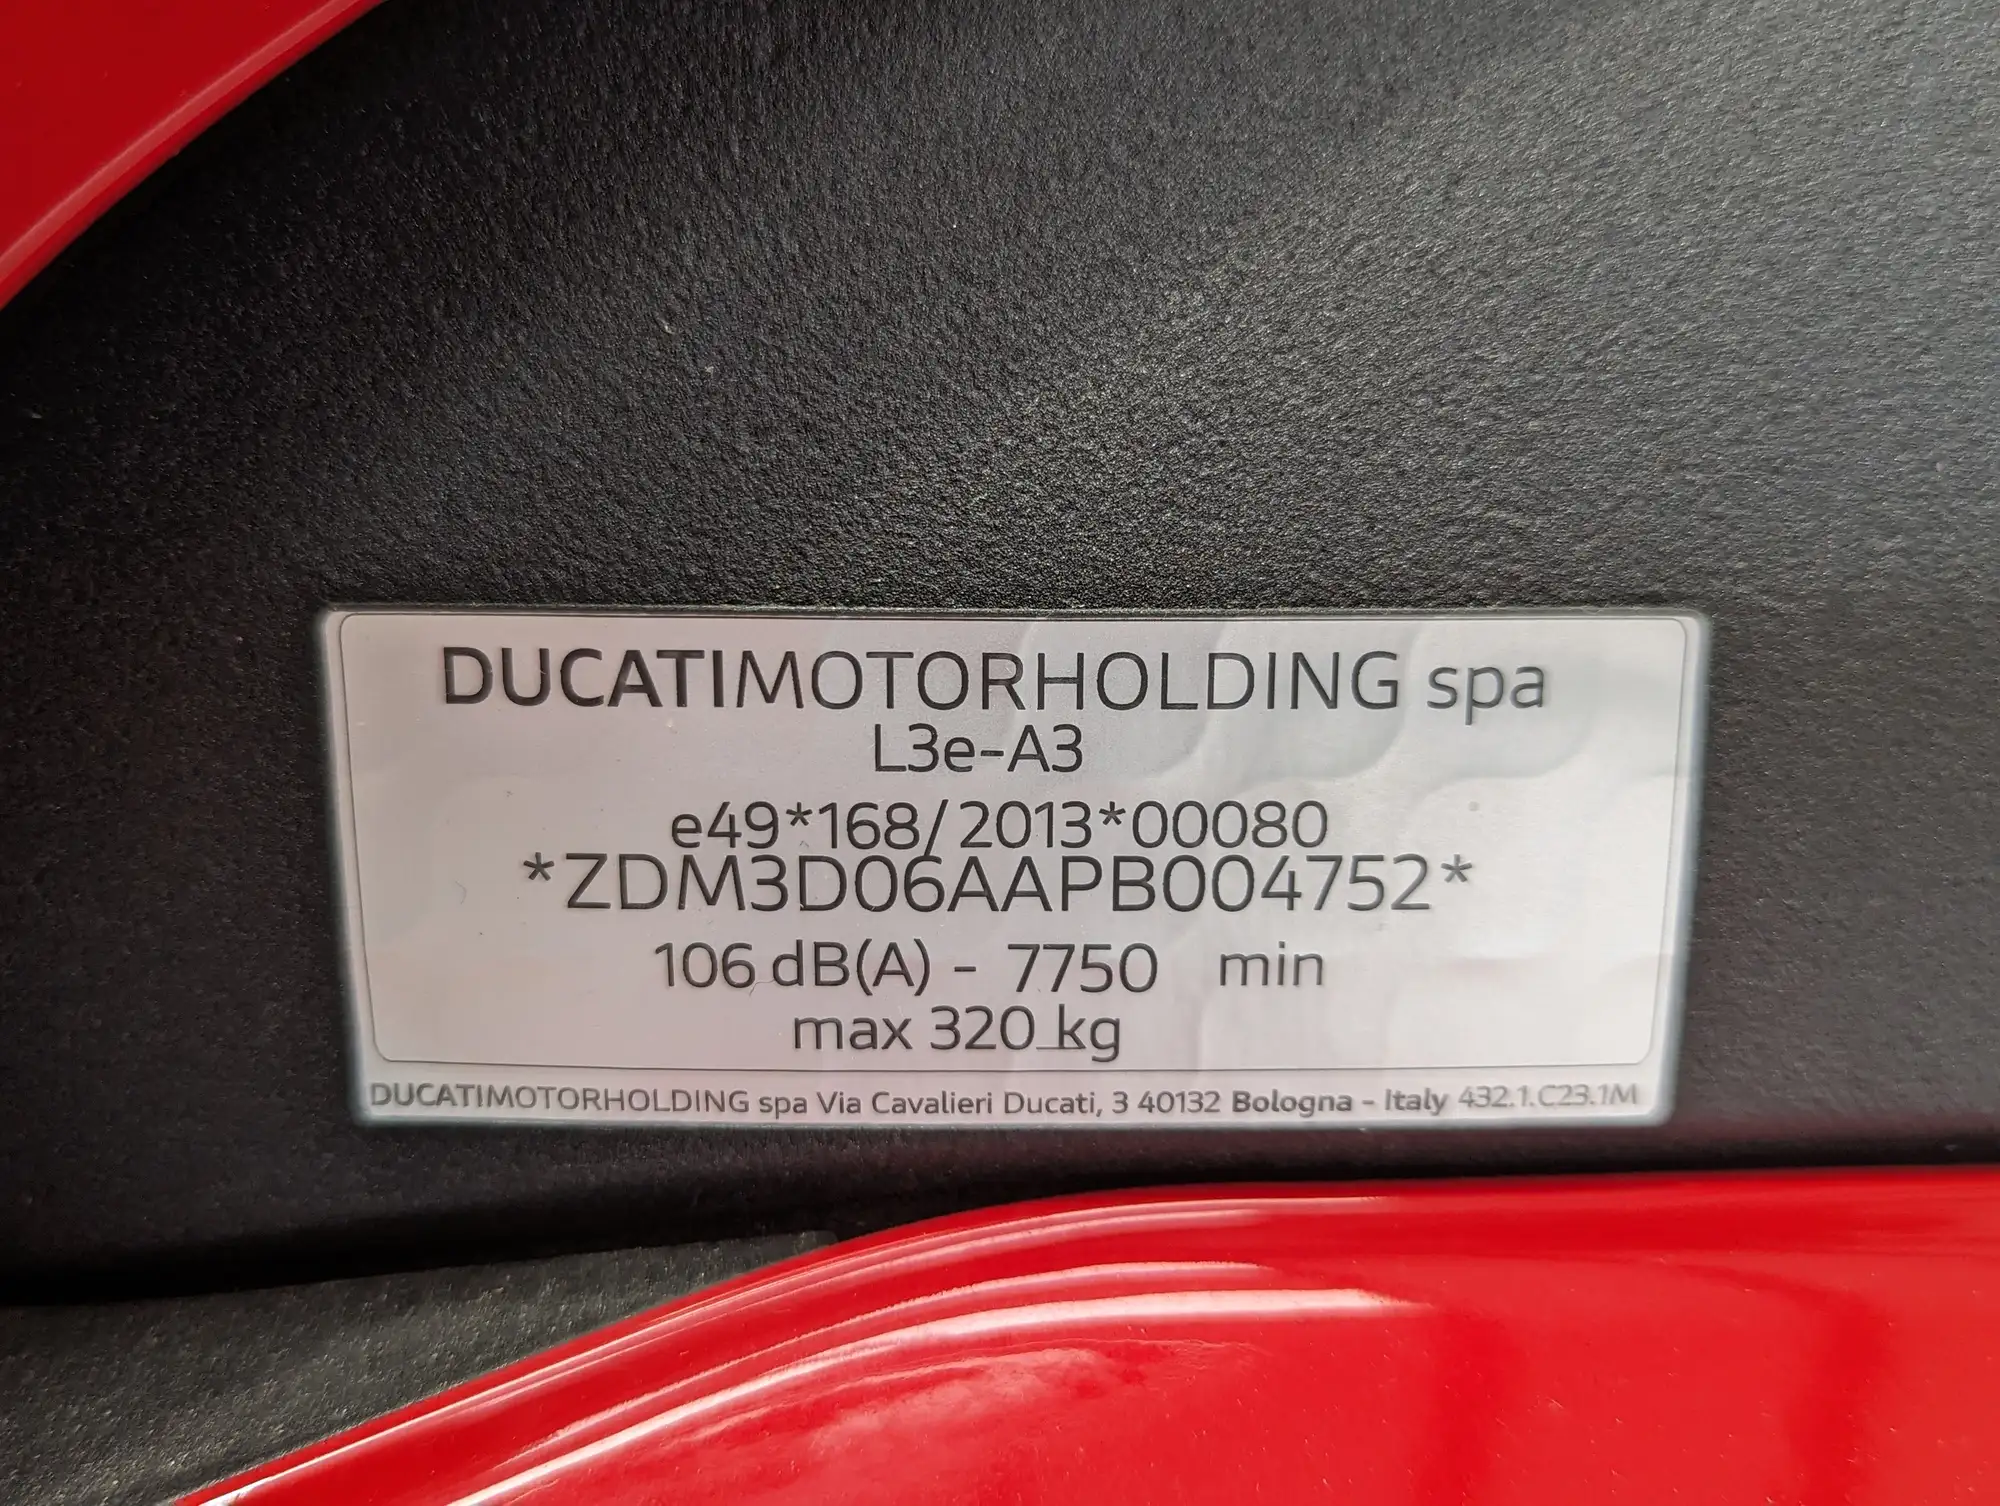 DUCATIMOTORHOLDING spa
L3e-A3
e49*168/2013*00080
*ZDM3D06AAPB004752*
106 dB(A) - 7750 min
max 320 kg
DUCATIMOTORHOLDING spa Via Cavalieri Ducati, 3 40132 Bologna - Italy 432.1.C23.1M